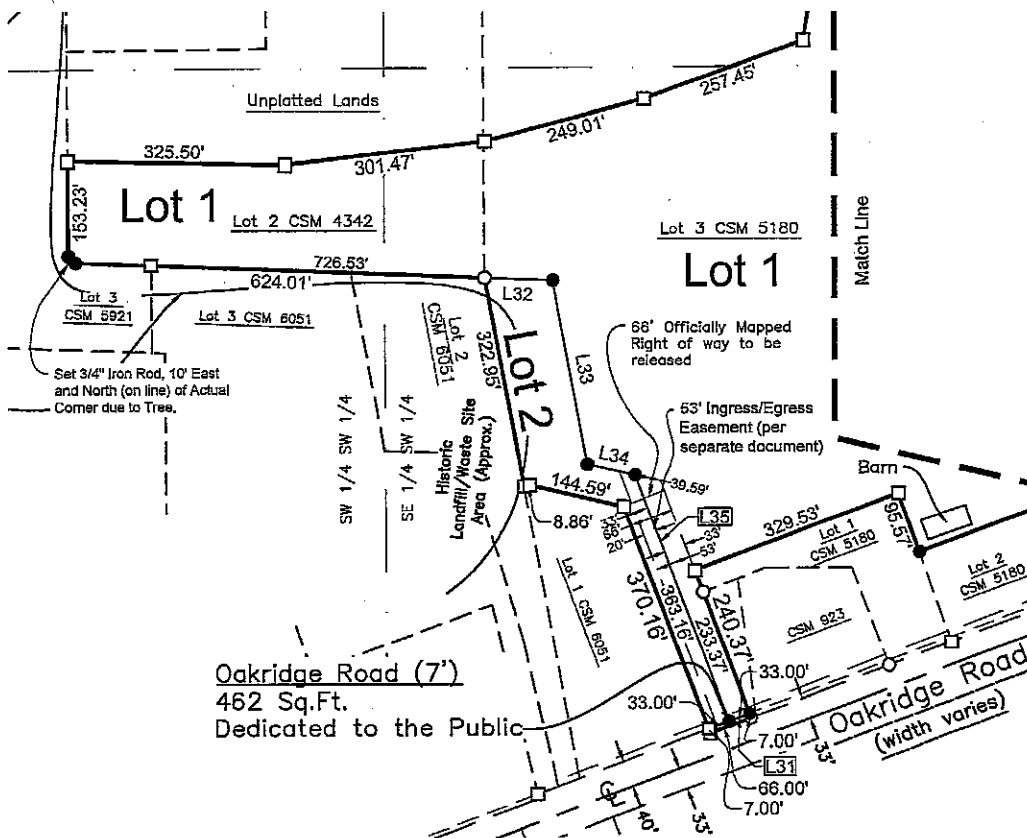 257.45'
Unplatted Lands
249.01'
325.50'
301.47'
153.23'
Lot 1
Lot 2 CSM 4342
Lot 3 CSM 5180
Lot 1
Match Line
726.53'
624.01'
L32
Lot 3
CSM 5921
Lot 3 CSM 6051
Lot 2
CSM 6051
322.95'
Lot 2
L33
66' Officially Mapped
Right of way to be
released
Set 3/4" Iron Rod, 10' East
and North (on line) of Actual
Corner due to Tree.
53' Ingress/Egress
Easement (per
separate document)
SW 1/4 SW 1/4
SE 1/4 SW 1/4
Historic
Landfill/Waste Site
Area (Approx.)
L34
Barn
144.59'
39.59'
8.86'
66'
20'
L35
33'
53'
329.53'
95.57'
Lot 1
CSM 5180
Lot 2
CSM 5180
Lot 1 CSM 6051
370.16'
363.16'
233.37'
240.37'
CSM 923
Oakridge Road (7')
462 Sq.Ft.
Dedicated to the Public
33.00'
33.00'
Oakridge Road
(width varies)
7.00'
33'
L31
66.00'
7.00'
CL
40'
33'